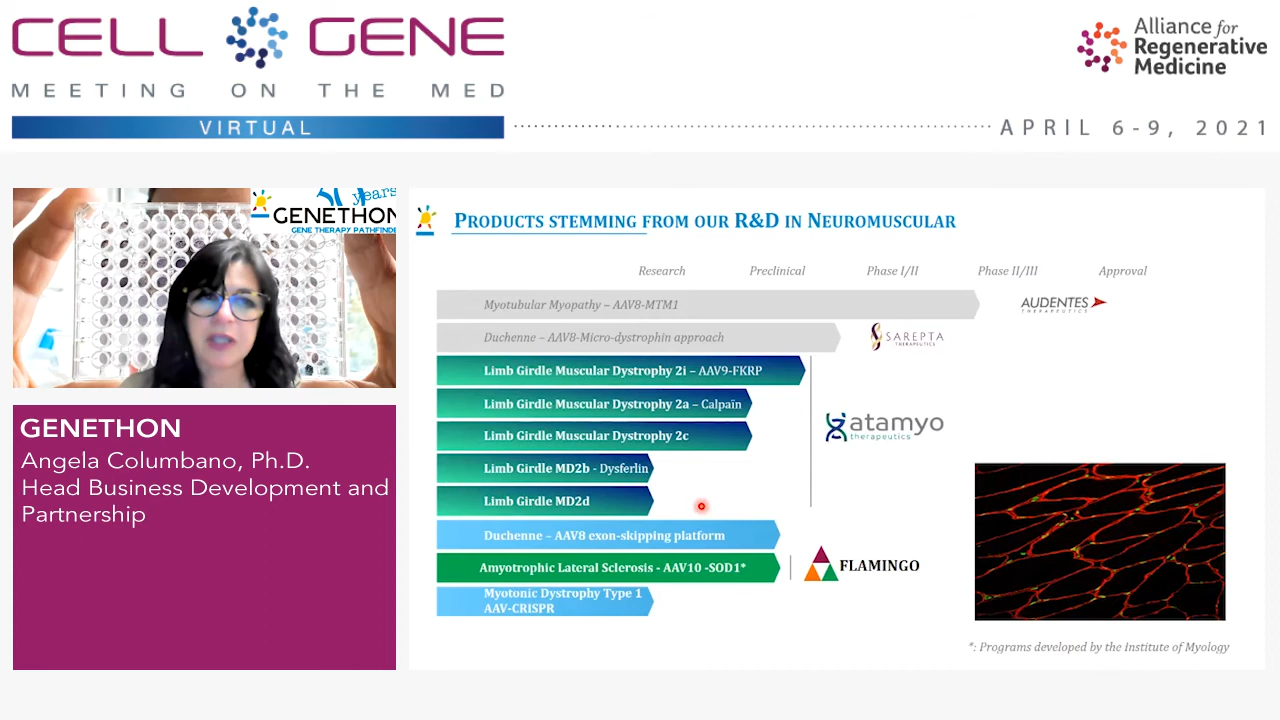 CELL GENE
MEETING ON THE MED
VIRTUAL
APRIL 6-9, 2021
Alliance for
Regenerative
Medicine
years
GENETHON
GENE THERAPY PATHFINDE
GENETHON
Angela Columbano, Ph.D.
Head Business Development and
Partnership
PRODUCTS STEMMING FROM OUR R&D IN NEUROMUSCULAR
Research Preclinical Phase I/II Phase II/III Approval
Myotubular Myopathy – AAV8-MTM1
AUDENTES
THERAPEUTICS
Duchenne – AAV8-Micro-dystrophin approach
SAREPTA
THERAPEUTICS
Limb Girdle Muscular Dystrophy 2i – AAV9-FKRP
Limb Girdle Muscular Dystrophy 2a – Calpaïn
Limb Girdle Muscular Dystrophy 2c
atamyo
therapeutics
Limb Girdle MD2b - Dysferlin
Limb Girdle MD2d
Duchenne – AAV8 exon-skipping platform
Amyotrophic Lateral Sclerosis - AAV10 -SOD1*
FLAMINGO
Myotonic Dystrophy Type 1
AAV-CRISPR
*: Programs developed by the Institute of Myology